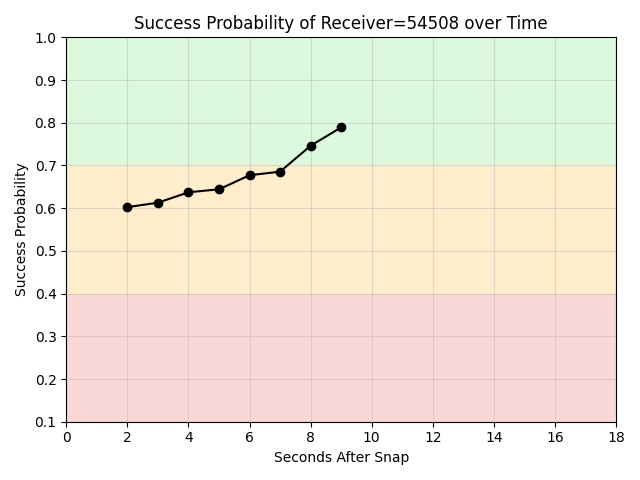 Success Probability of Receiver=54508 over Time
1.0
0.9
0.8
0.7
0.6
0.5
0.4
0.3
0.2
0.1
Success Probability
0 2 4 6 8 10 12 14 16 18
Seconds After Snap